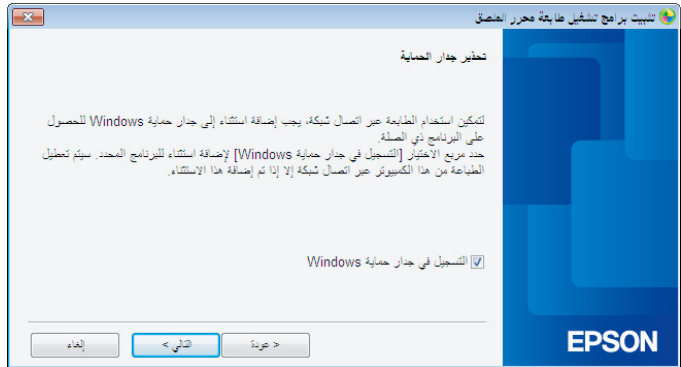 تثبيت برامج تشغيل طابعة محرر الملصق
تحذير جدار الحماية
لتمكين استخدام الطابعة عبر اتصال شبكة، يجب إضافة استثناء إلى جدار حماية Windows للحصول
على البرنامج ذي الصلة.
حدد مربع الاختيار [التسجيل في جدار حماية Windows] لإضافة استثناء للبرنامج المحدد. سيتم تعطيل
الطباعة من هذا الكمبيوتر عبر اتصال شبكة إلا إذا تم إضافة هذا الاستثناء.
التسجيل في جدار حماية Windows
EPSON
< عودة
التالي >
إلغاء